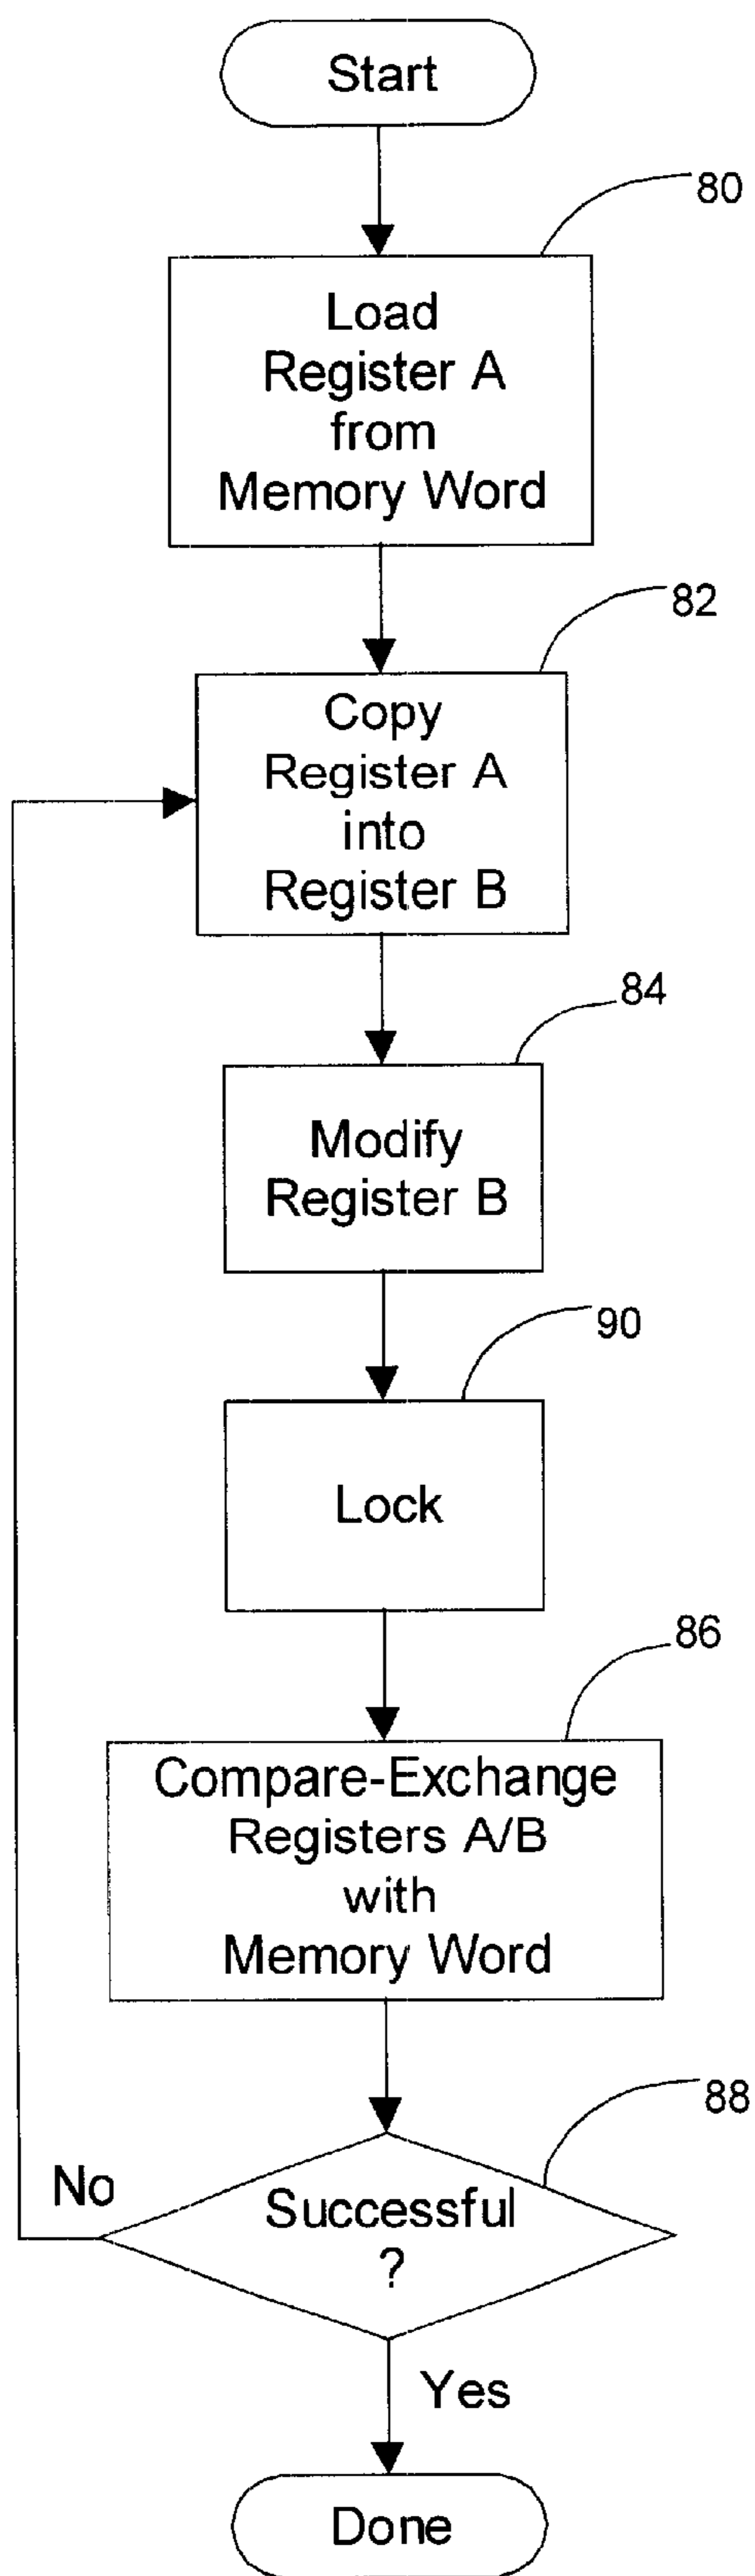 Start
80
Load
Register A
from
Memory Word
82
Copy
Register A
into
Register B
84
Modify
Register B
90
Lock
86
Compare-Exchange
Registers A/B
with
Memory Word
88
No
Successful
?
Yes
Done